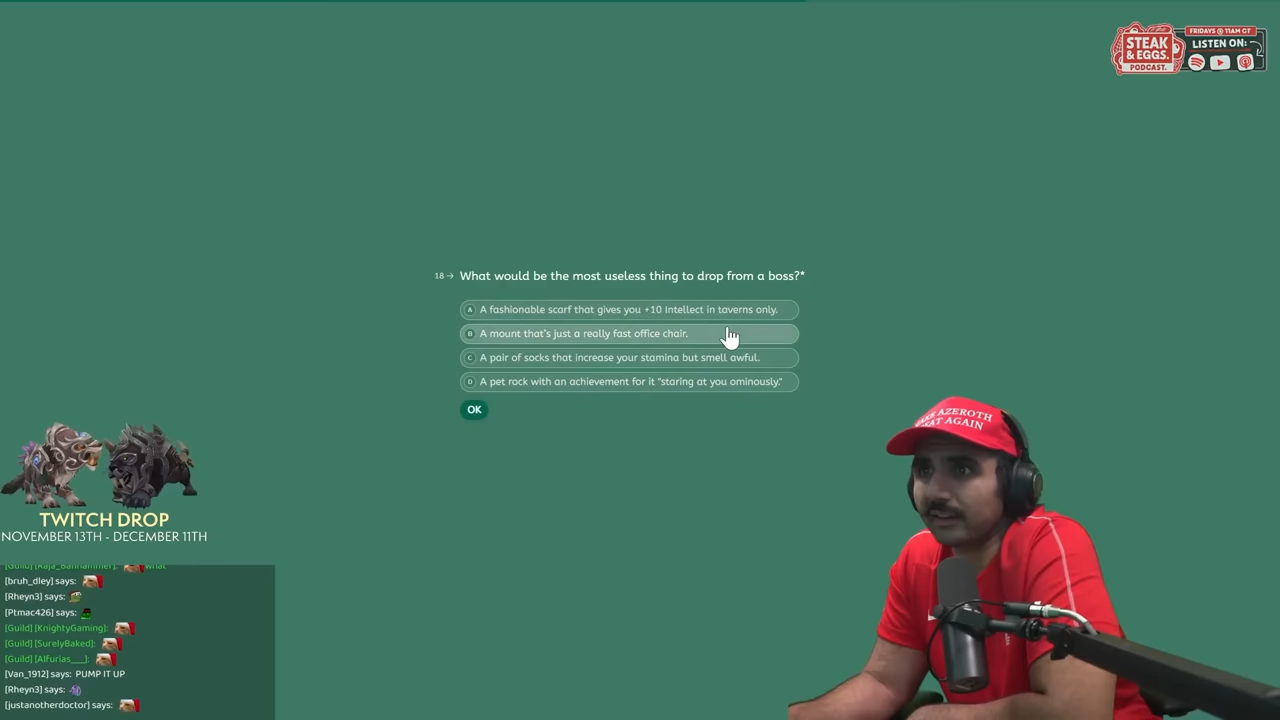 FRIDAYS @ 11AM CT
STEAK
& EGGS
PODCAST.
LISTEN ON:
18 → What would be the most useless thing to drop from a boss?*
A A fashionable scarf that gives you +10 Intellect in taverns only.
B A mount that's just a really fast office chair.
C A pair of socks that increase your stamina but smell awful.
D A pet rock with an achievement for it "staring at you ominously."
OK
AZEROTH
AGAIN
TWITCH DROP
NOVEMBER 13TH - DECEMBER 11TH
[Guild] [Raja_Banhammer]: what
[bruh_dley] says:
[Rheyn3] says:
[Ptmac426] says:
[Guild] [KnightyGaming]:
[Guild] [SurelyBaked]:
[Guild] [Alfurias___]:
[Van_1912] says: PUMP IT UP
[Rheyn3] says:
[justanotherdoctor] says: